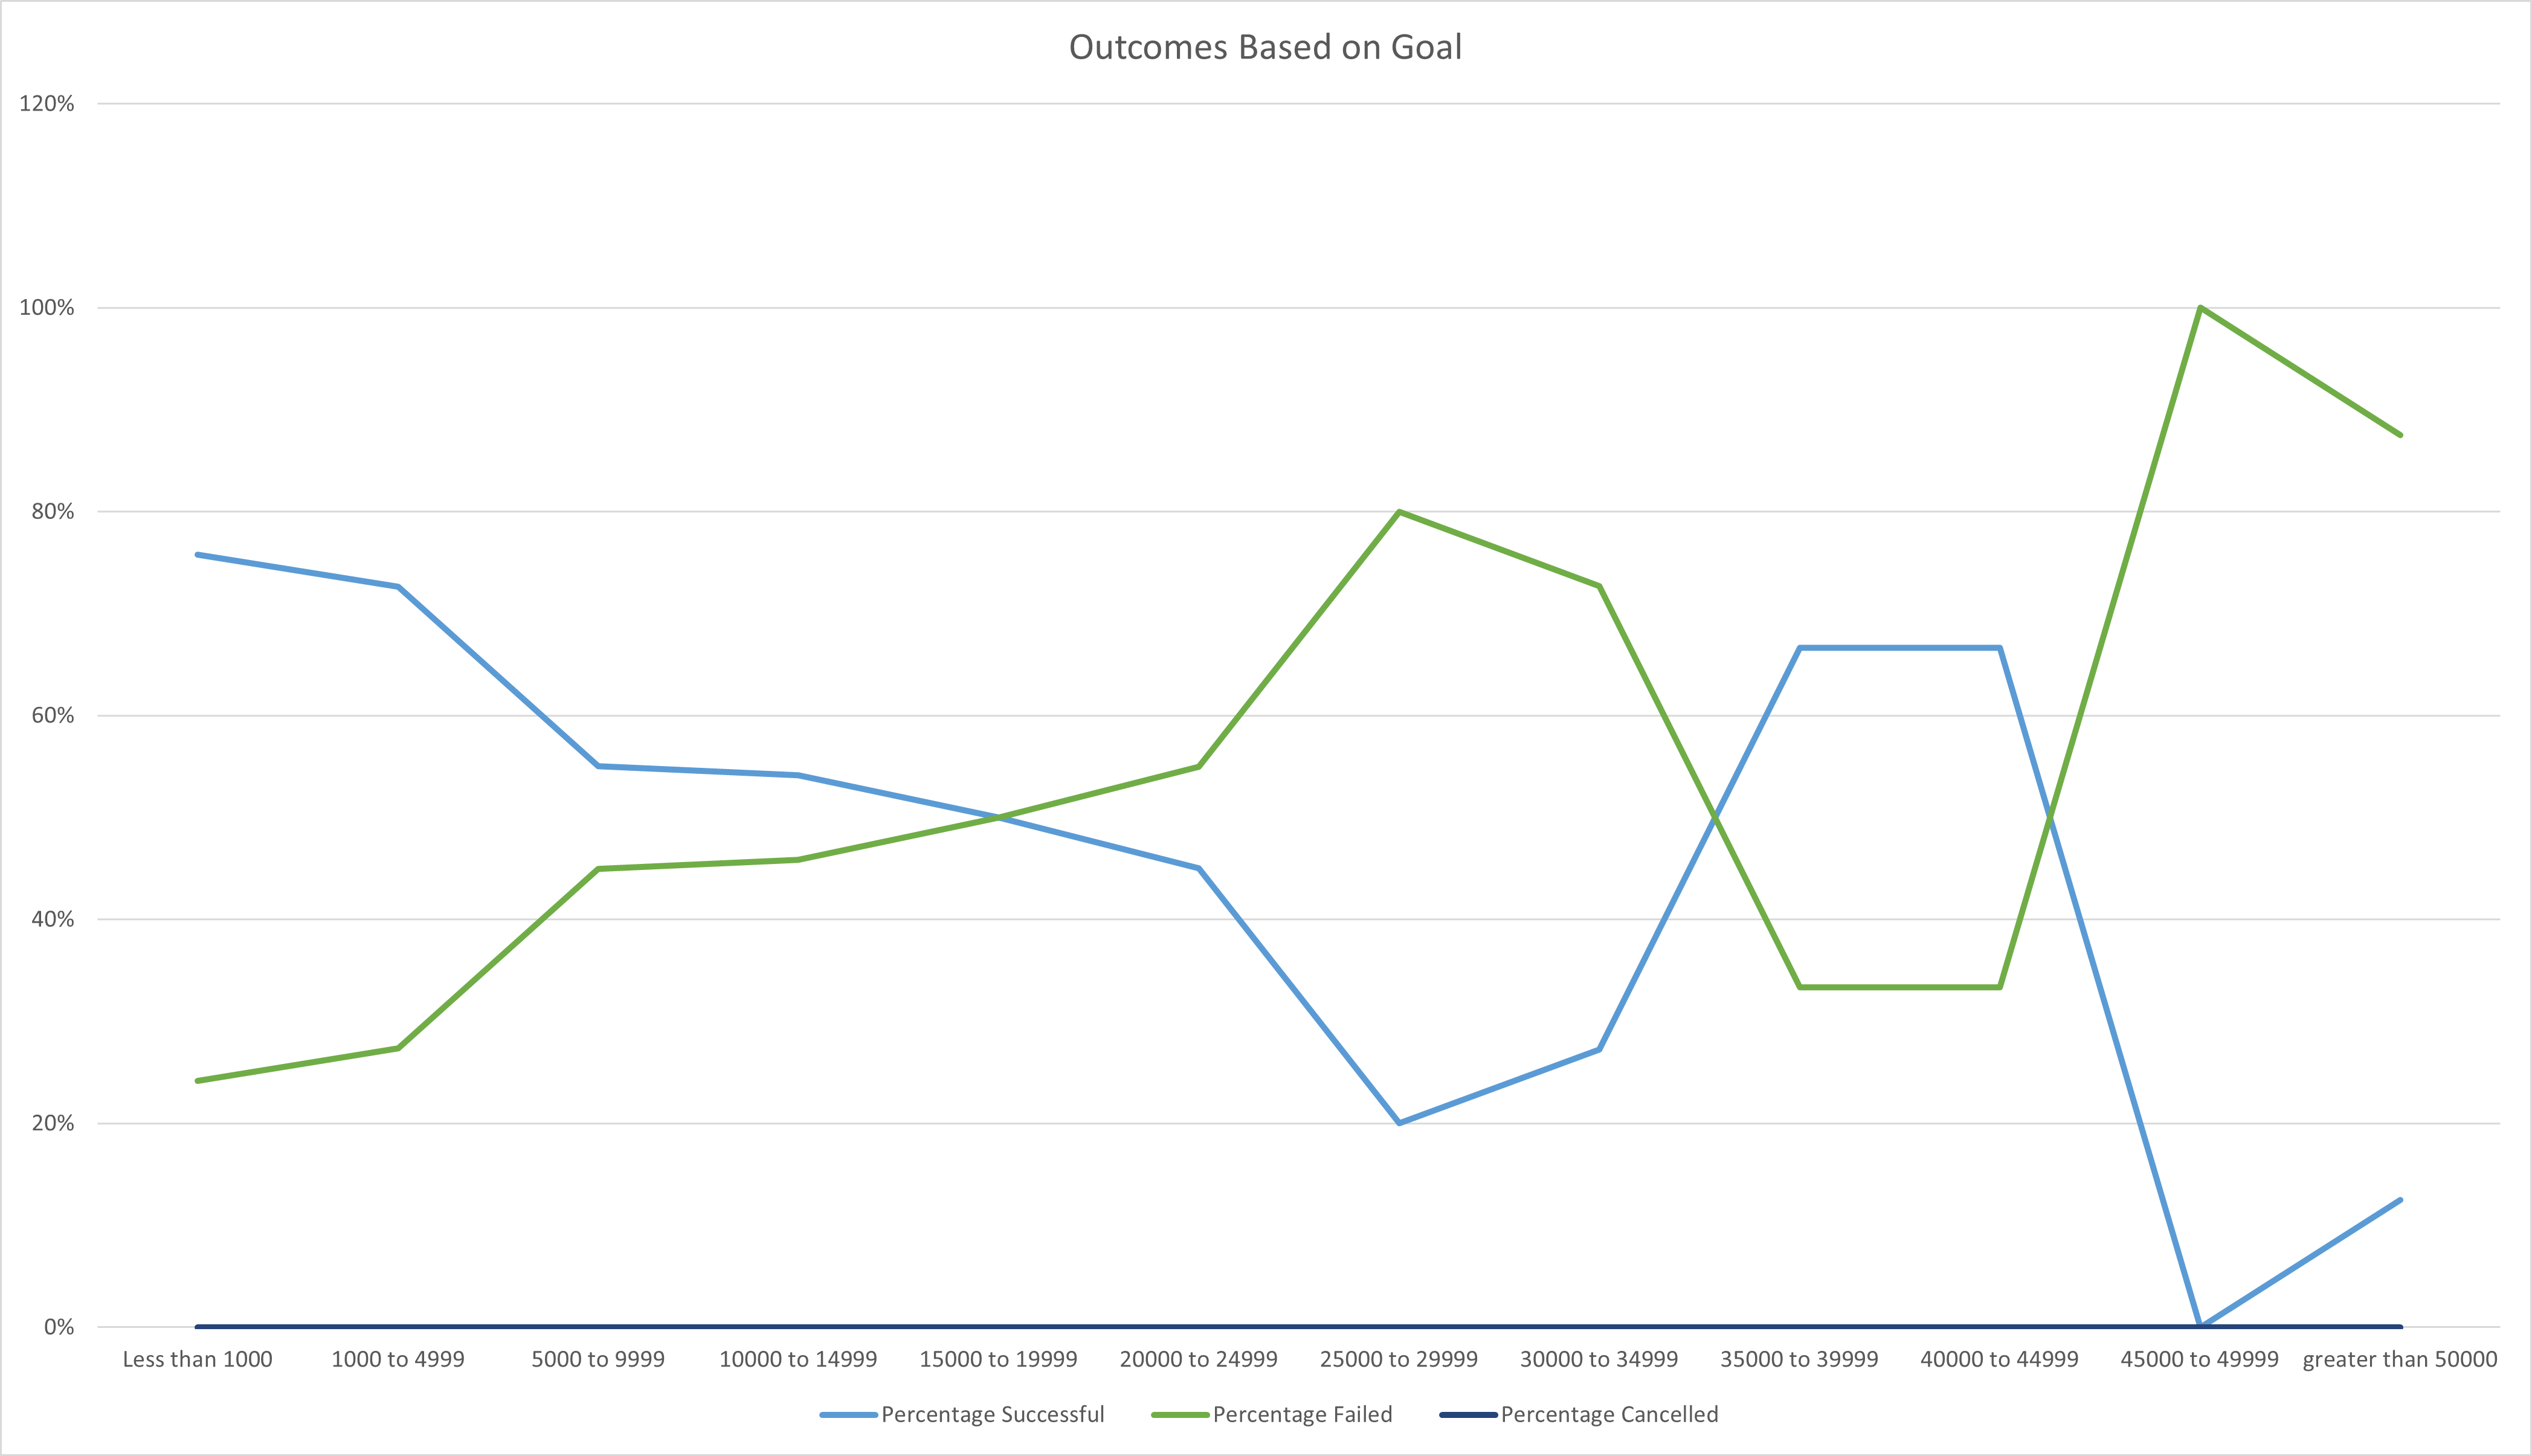 Outcomes Based on Goal
120%
100%
80%
60%
40%
20%
0%
Less than 1000 1000 to 4999 5000 to 9999 10000 to 14999 15000 to 19999 20000 to 24999 25000 to 29999 30000 to 34999 35000 to 39999 40000 to 44999 45000 to 49999 greater than 50000
Percentage Successful Percentage Failed Percentage Cancelled